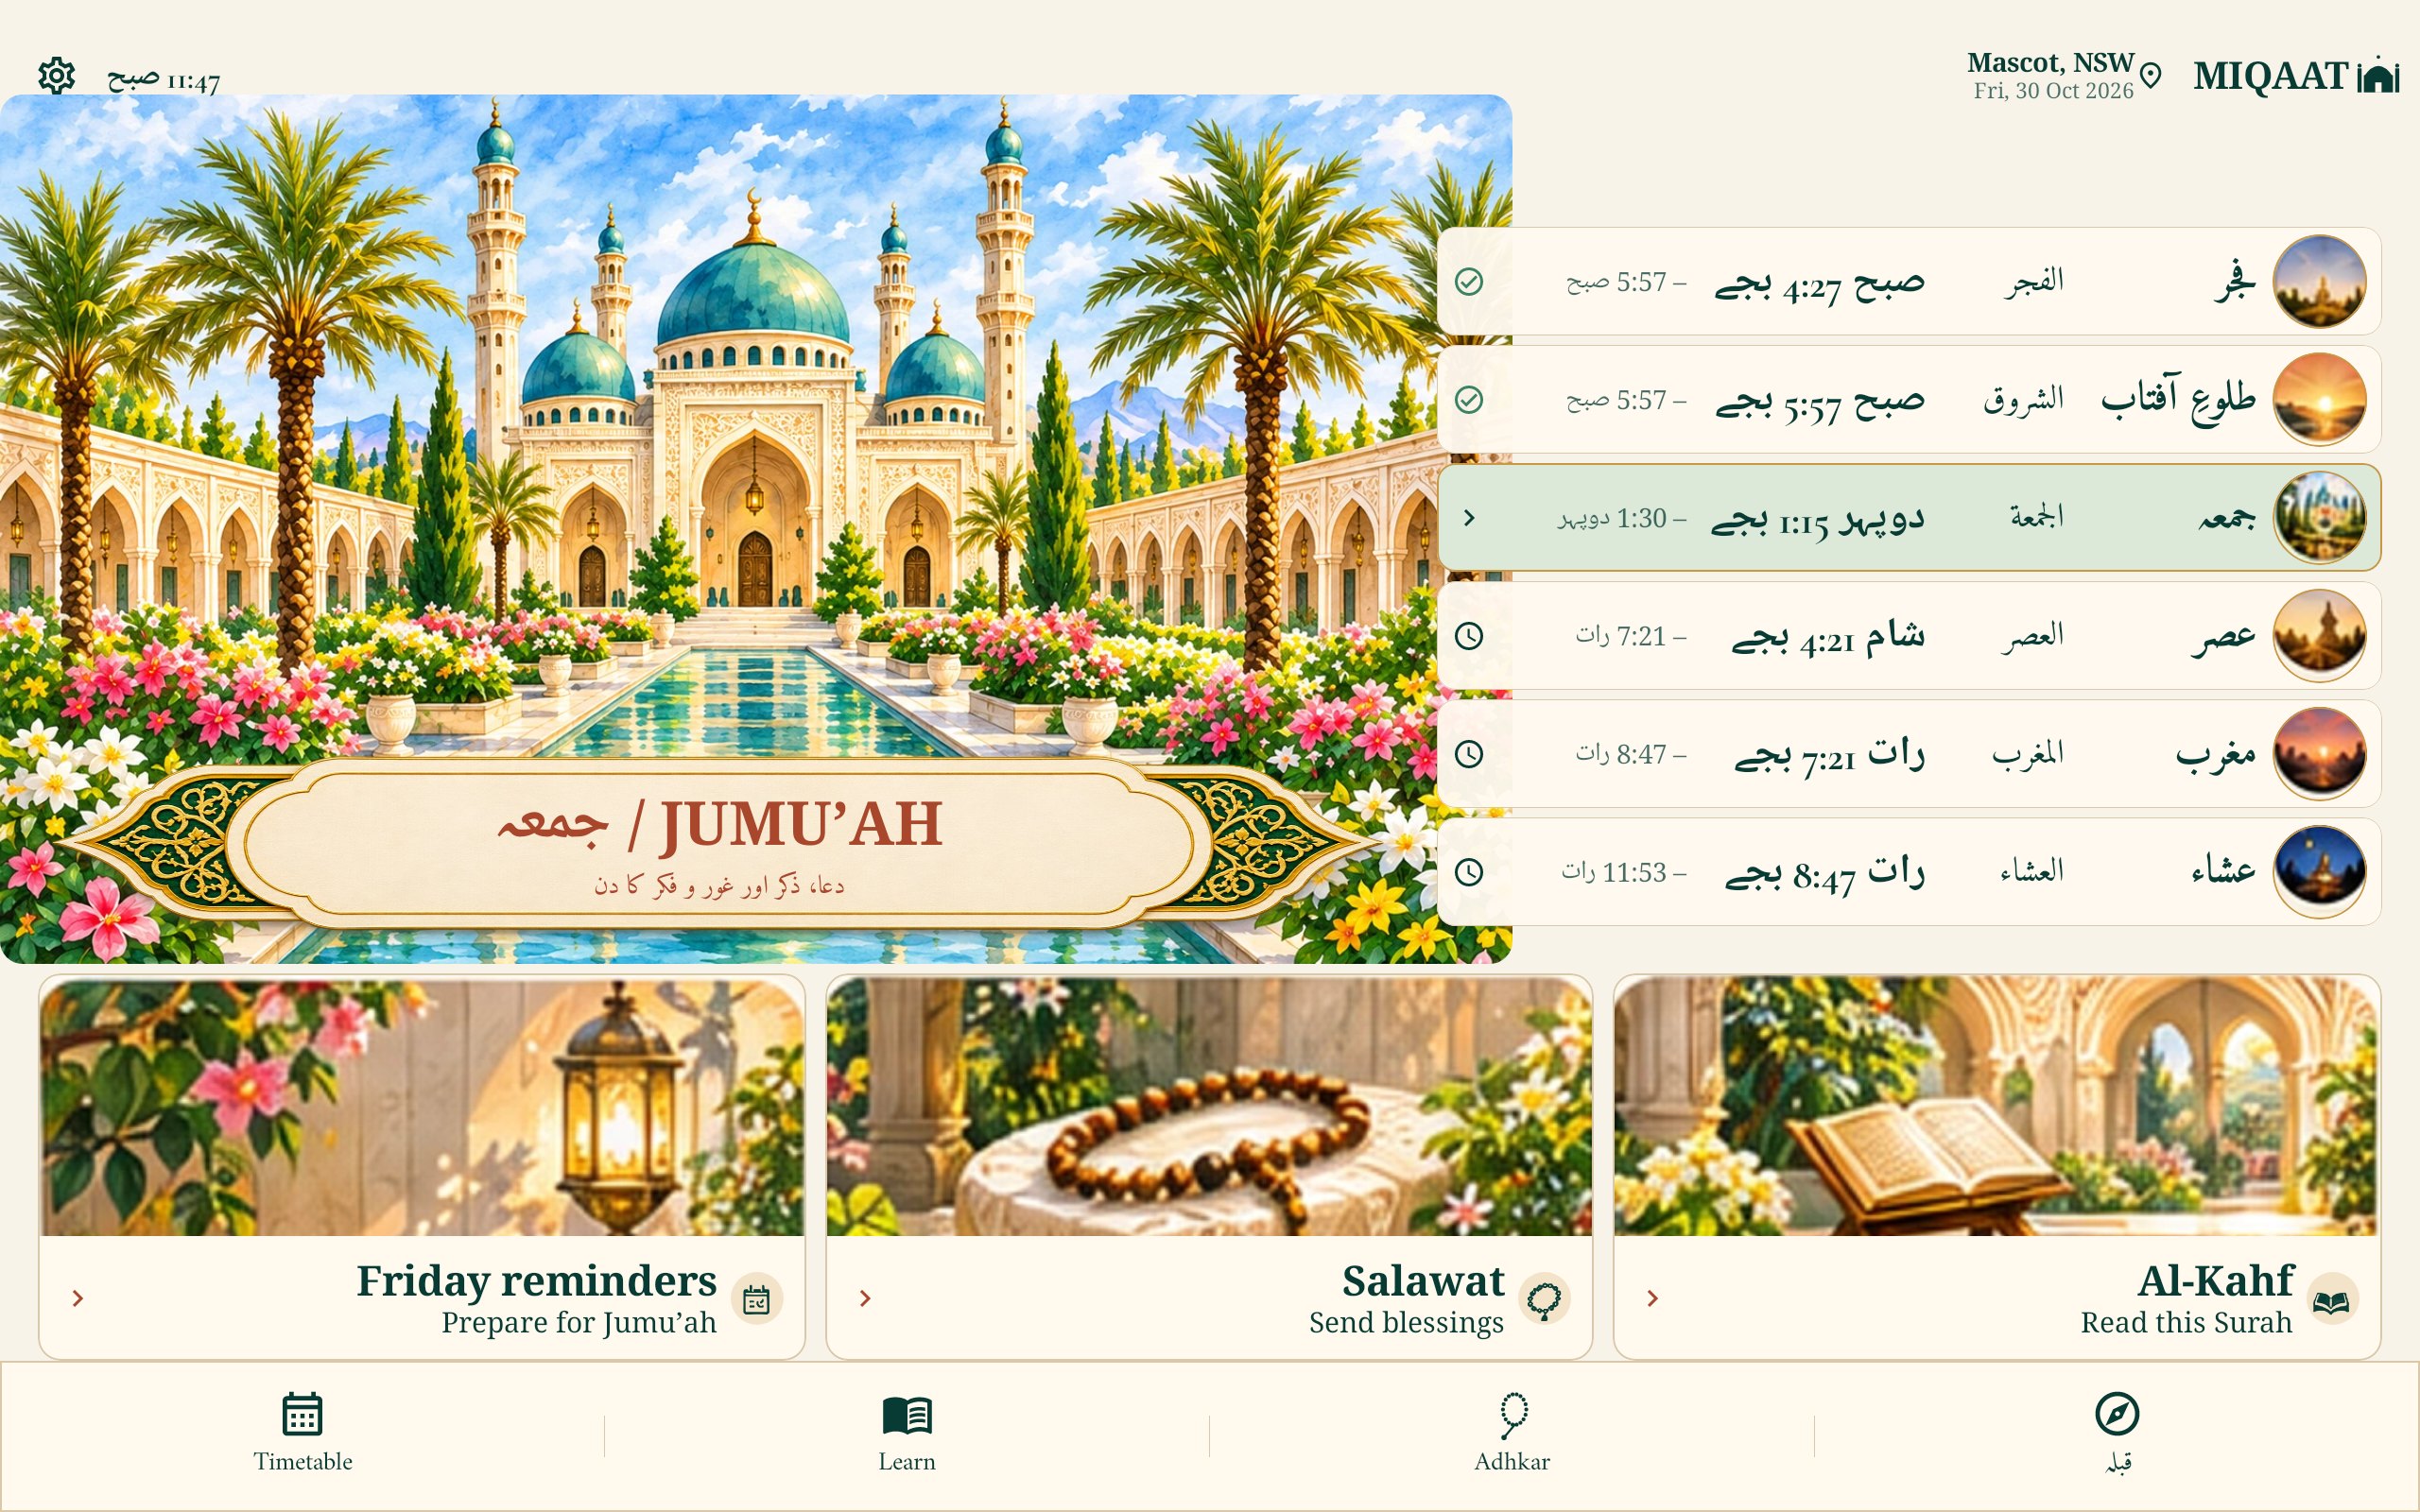 MIQAAT
Mascot, NSW
Fri, 30 Oct 2026
11:47 صبح
فجر الفجر صبح 4:27 بجے – 5:57 صبح
طلوعِ آفتاب الشروق صبح 5:57 بجے – 5:57 صبح
جمعہ الجمعة دوپہر 1:15 بجے – 1:30 دوپہر
عصر العصر شام 4:21 بجے – 7:21 رات
مغرب المغرب رات 7:21 بجے – 8:47 رات
عشاء العشاء رات 8:47 بجے – 11:53 رات
جمعہ / JUMU’AH
دعا، ذکر اور غور و فکر کا دن
Al-Kahf
Read this Surah
Salawat
Send blessings
Friday reminders
Prepare for Jumu’ah
قبلہ
Adhkar
Learn
Timetable